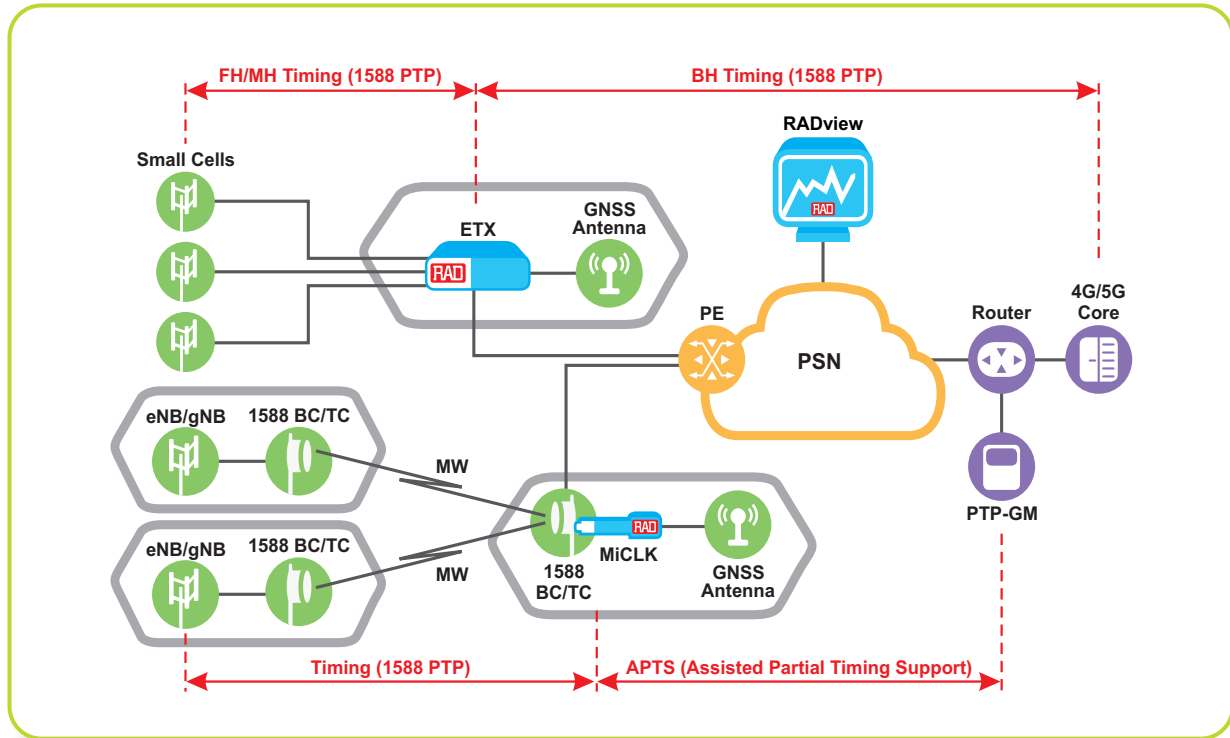 FH/MH Timing (1588 PTP)
BH Timing (1588 PTP)
RADview
RAD
Small Cells
GNSS
Antenna
ETX
RAD
4G/5G
Core
PE
Router
PSN
eNB/gNB
1588 BC/TC
MW
PTP-GM
eNB/gNB
1588 BC/TC
MW
RAD
MiCLK
1588
BC/TC
GNSS
Antenna
Timing (1588 PTP)
APTS (Assisted Partial Timing Support)